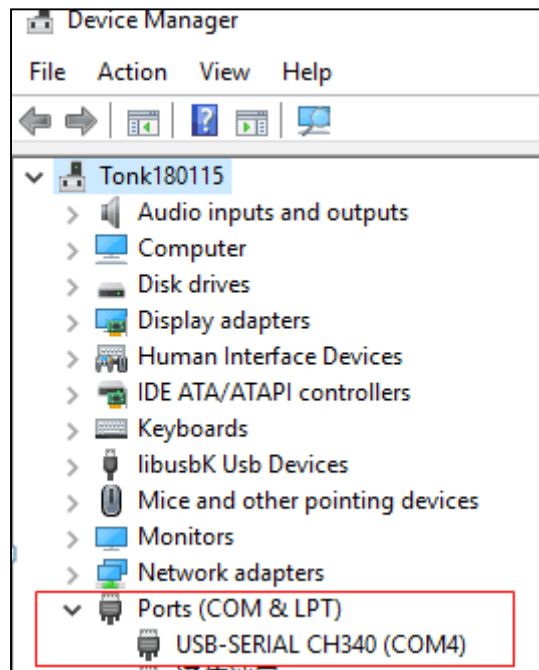 Device Manager
File Action View Help
Tonk180115
Audio inputs and outputs
Computer
Disk drives
Display adapters
Human Interface Devices
IDE ATA/ATAPI controllers
Keyboards
libusbK Usb Devices
Mice and other pointing devices
Monitors
Network adapters
Ports (COM & LPT)
USB-SERIAL CH340 (COM4)